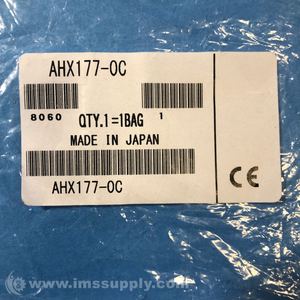 AHX177-0C
8060 QTY.1=1BAG 1
MADE IN JAPAN
AHX177-0C
CE
www.imssupply.com